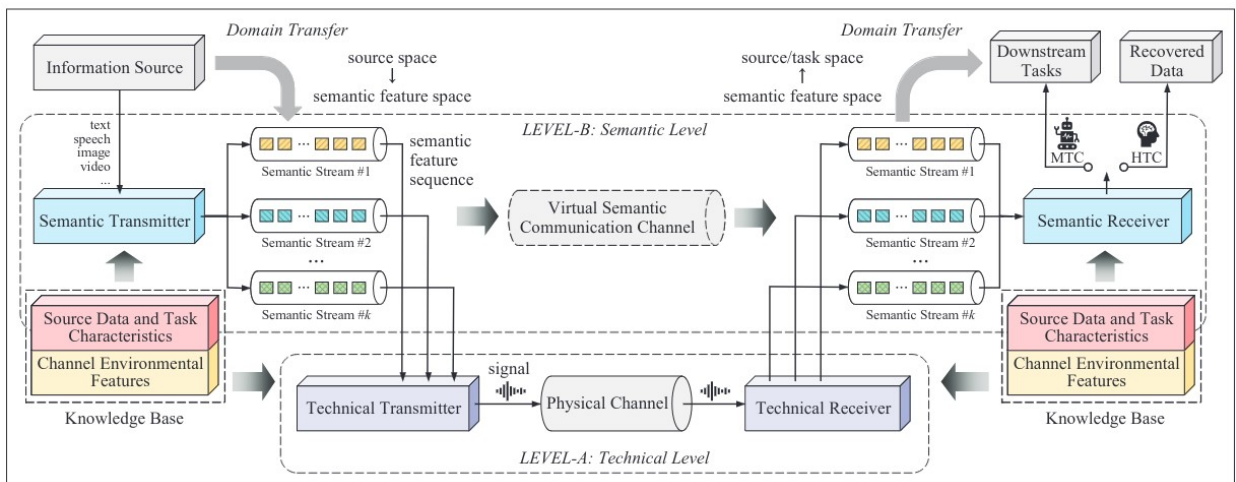 Domain Transfer
Domain Transfer
Information Source
source space
↓
semantic feature space
source/task space
↑
semantic feature space
Downstream
Tasks
Recovered
Data
LEVEL-B: Semantic Level
text
speech
image
video
...
semantic
feature
sequence
MTC
HTC
Semantic Transmitter
...
Semantic Stream #1
...
Semantic Stream #2
...
...
Semantic Stream #k
Virtual Semantic
Communication Channel
...
Semantic Stream #1
...
Semantic Stream #2
...
...
Semantic Stream #k
Semantic Receiver
Source Data and Task
Characteristics
Channel Environmental
Features
Knowledge Base
Source Data and Task
Characteristics
Channel Environmental
Features
Knowledge Base
signal
Technical Transmitter
Physical Channel
Technical Receiver
LEVEL-A: Technical Level